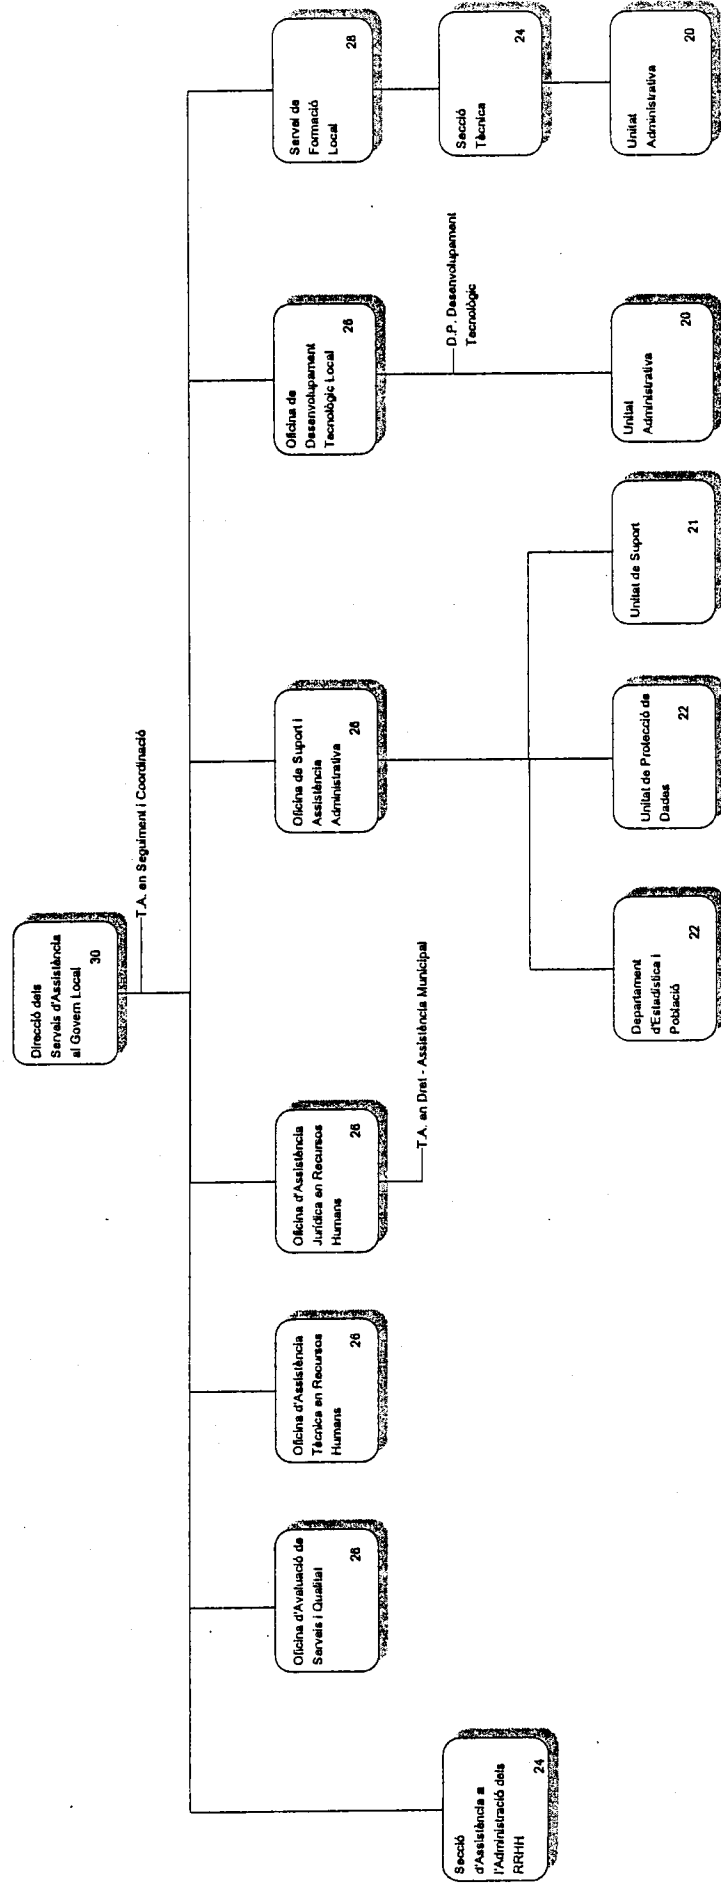 Direcció dels
Serveis d'Assistència
al Govern Local
30
T.A. en Seguiment i Coordinació
Secció
d'Assistència a
l'Administració dels
RRHH
24
Oficina d'Avaluació de
Serveis i Qualitat
26
Oficina d'Assistència
Tècnica en Recursos
Humans
26
Oficina d'Assistència
Jurídica en Recursos
Humans
26
T.A. en Dret - Assistència Municipal
Oficina de Suport i
Assistència
Administrativa
26
Departament
d'Estadística i
Població
22
Unitat de Protecció de
Dades
22
Unitat de Suport
21
Oficina de
Desenvolupament
Tecnològic Local
26
D.P. Desenvolupament
Tecnològic
Unitat
Administrativa
20
Servei de
Formació
Local
28
Secció
Tècnica
24
Unitat
Administrativa
20